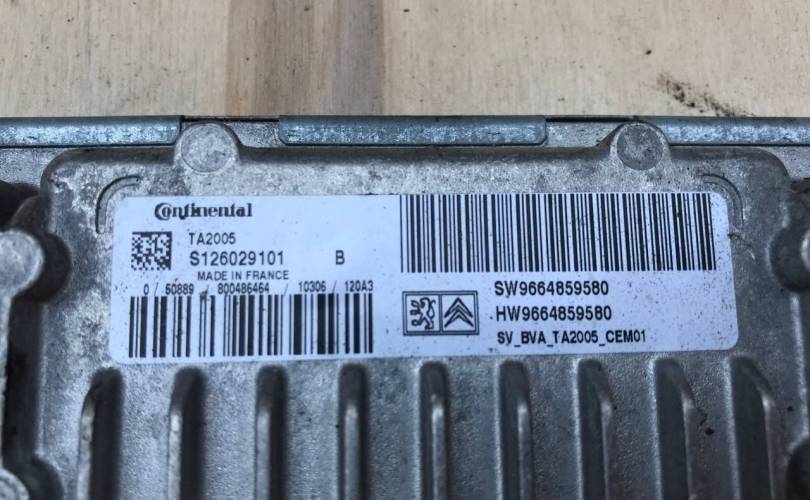 Continental
TA2005
S126029101 B
MADE IN FRANCE
0 / 50889 / 800486464 / 10306 / 120A3
SW9664859580
HW9664859580
SV_BVA_TA2005_CEM01